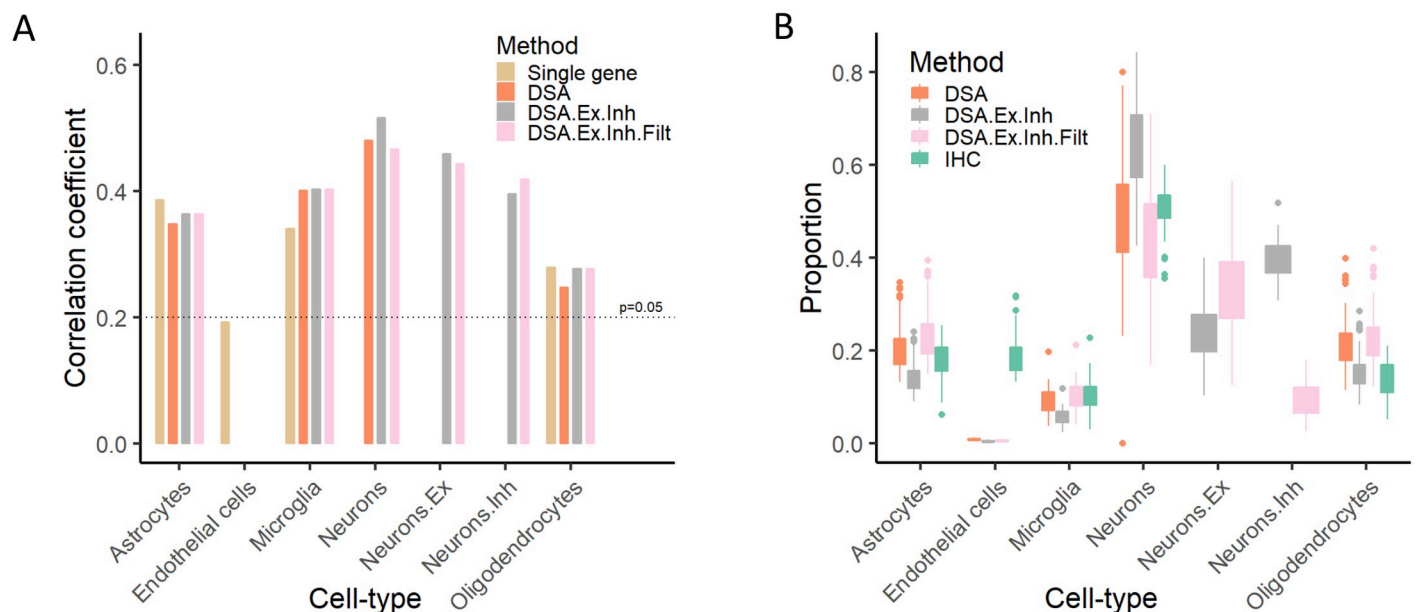 A
Correlation coefficient
0.6
0.4
0.2
0.0
Method
Single gene
DSA
DSA.Ex.Inh
DSA.Ex.Inh.Filt
p=0.05
Astrocytes
Endothelial cells
Microglia
Neurons
Neurons.Ex
Neurons.Inh
Oligodendrocytes
Cell-type
B
Proportion
0.8
0.6
0.4
0.2
0.0
Method
DSA
DSA.Ex.Inh
DSA.Ex.Inh.Filt
IHC
Astrocytes
Endothelial cells
Microglia
Neurons
Neurons.Ex
Neurons.Inh
Oligodendrocytes
Cell-type